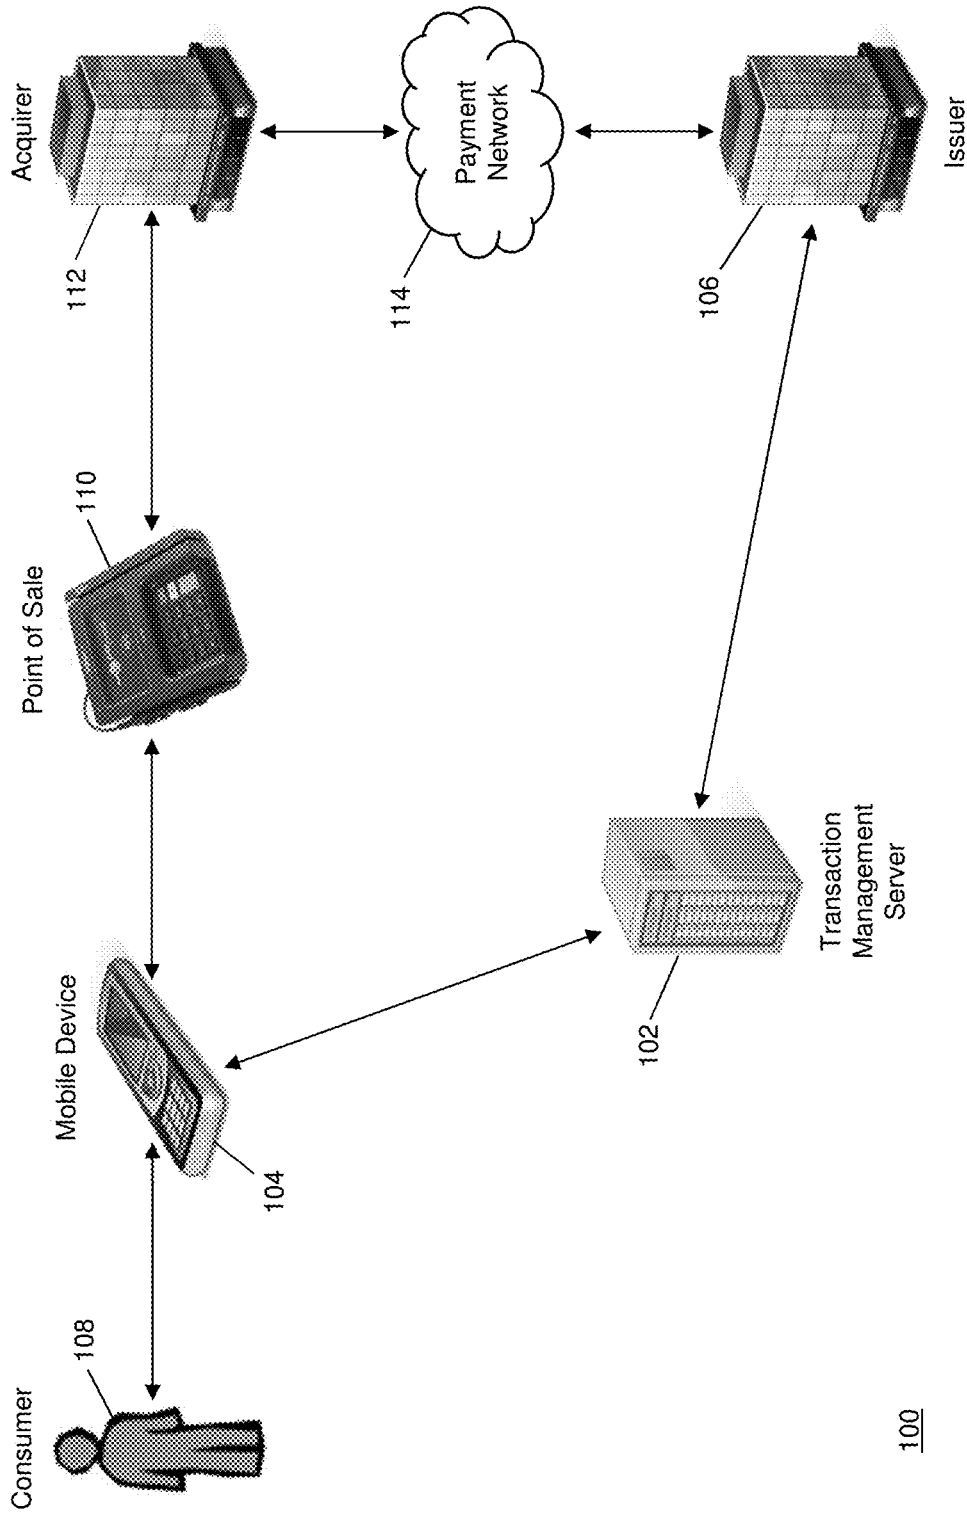 Consumer
108
Mobile Device
104
Point of Sale
110
Acquirer
112
Payment
Network
114
106
Issuer
102
Transaction
Management
Server
100